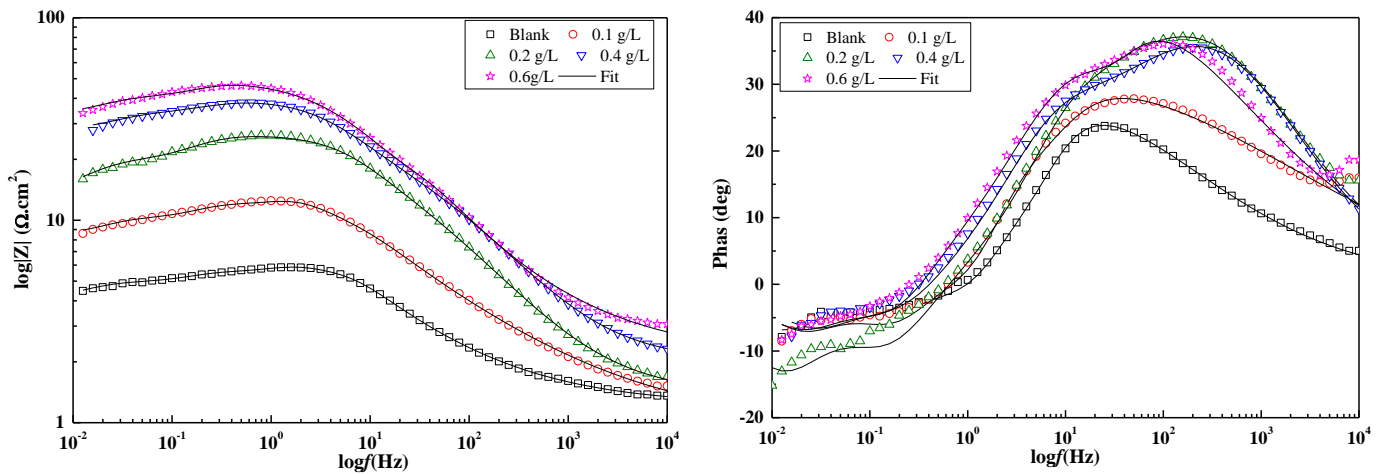 100
10
1
log|Z| (Ω.cm²)
Blank 0.1 g/L
0.2 g/L 0.4 g/L
0.6g/L Fit
10⁻² 10⁻¹ 10⁰ 10¹ 10² 10³ 10⁴
logf(Hz)
40
30
20
10
0
-10
-20
Phas (deg)
Blank 0.1 g/L
0.2 g/L 0.4 g/L
0.6 g/L Fit
10⁻² 10⁻¹ 10⁰ 10¹ 10² 10³ 10⁴
logf(Hz)